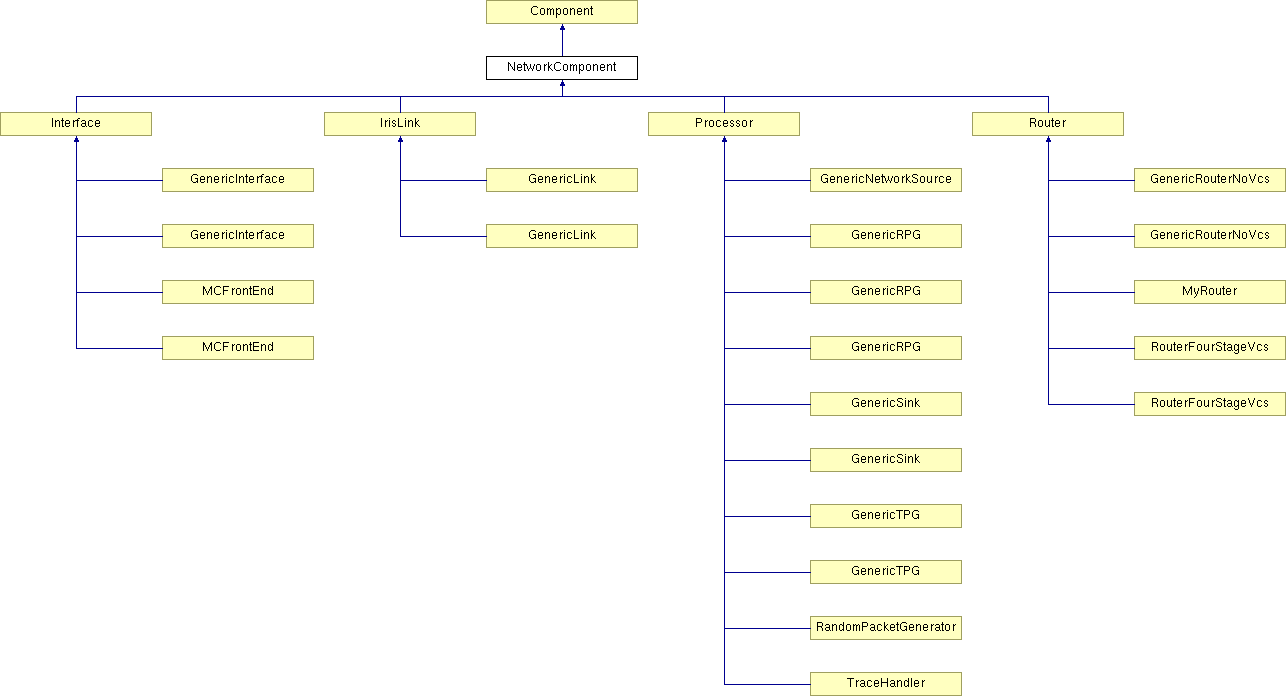 Component
NetworkComponent
Interface
IrisLink
Processor
Router
GenericInterface
GenericLink
GenericNetworkSource
GenericRouterNoVcs
GenericInterface
GenericLink
GenericRPG
GenericRouterNoVcs
MCFrontEnd
GenericRPG
MyRouter
MCFrontEnd
GenericRPG
RouterFourStageVcs
GenericSink
RouterFourStageVcs
GenericSink
GenericTPG
GenericTPG
RandomPacketGenerator
TraceHandler